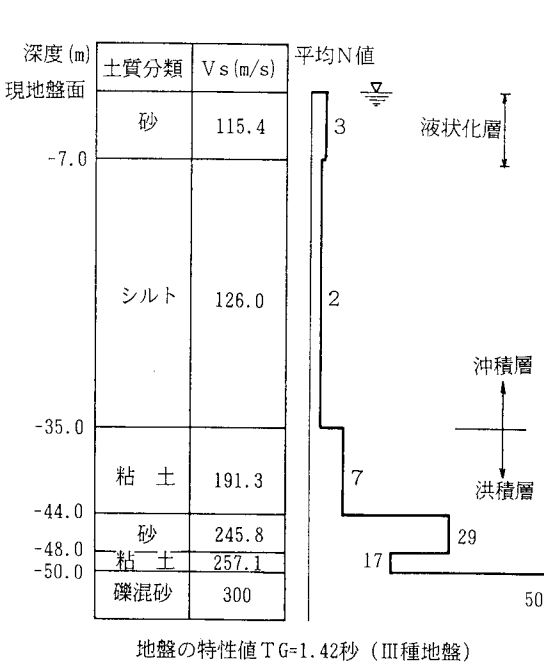 深度(m)
土質分類
Vs(m/s)
平均N値
現地盤面
砂
115.4
3
液状化層
-7.0
シルト
126.0
2
沖積層
-35.0
粘 土
191.3
7
洪積層
-44.0
砂
245.8
29
-48.0
粘 土
257.1
17
-50.0
礫混砂
300
50
地盤の特性値TG=1.42秒 (Ⅲ種地盤)